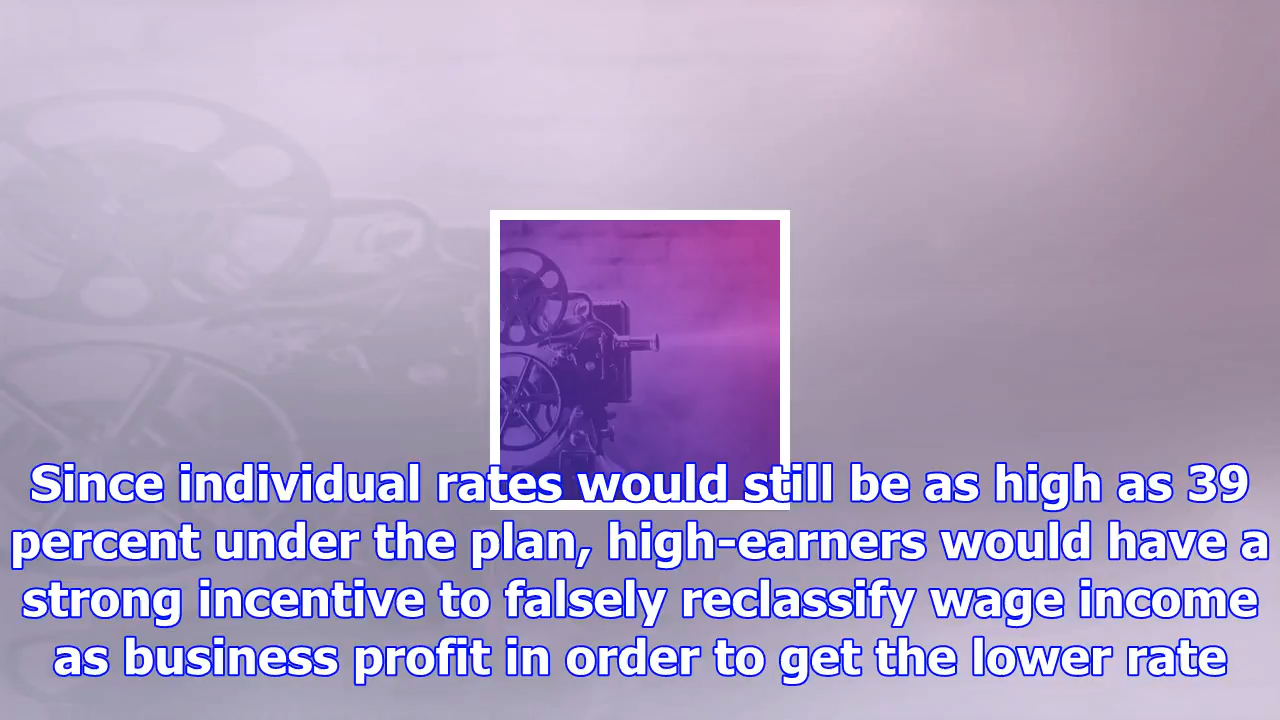 Since individual rates would still be as high as 39
percent under the plan, high-earners would have a
strong incentive to falsely reclassify wage income
as business profit in order to get the lower rate